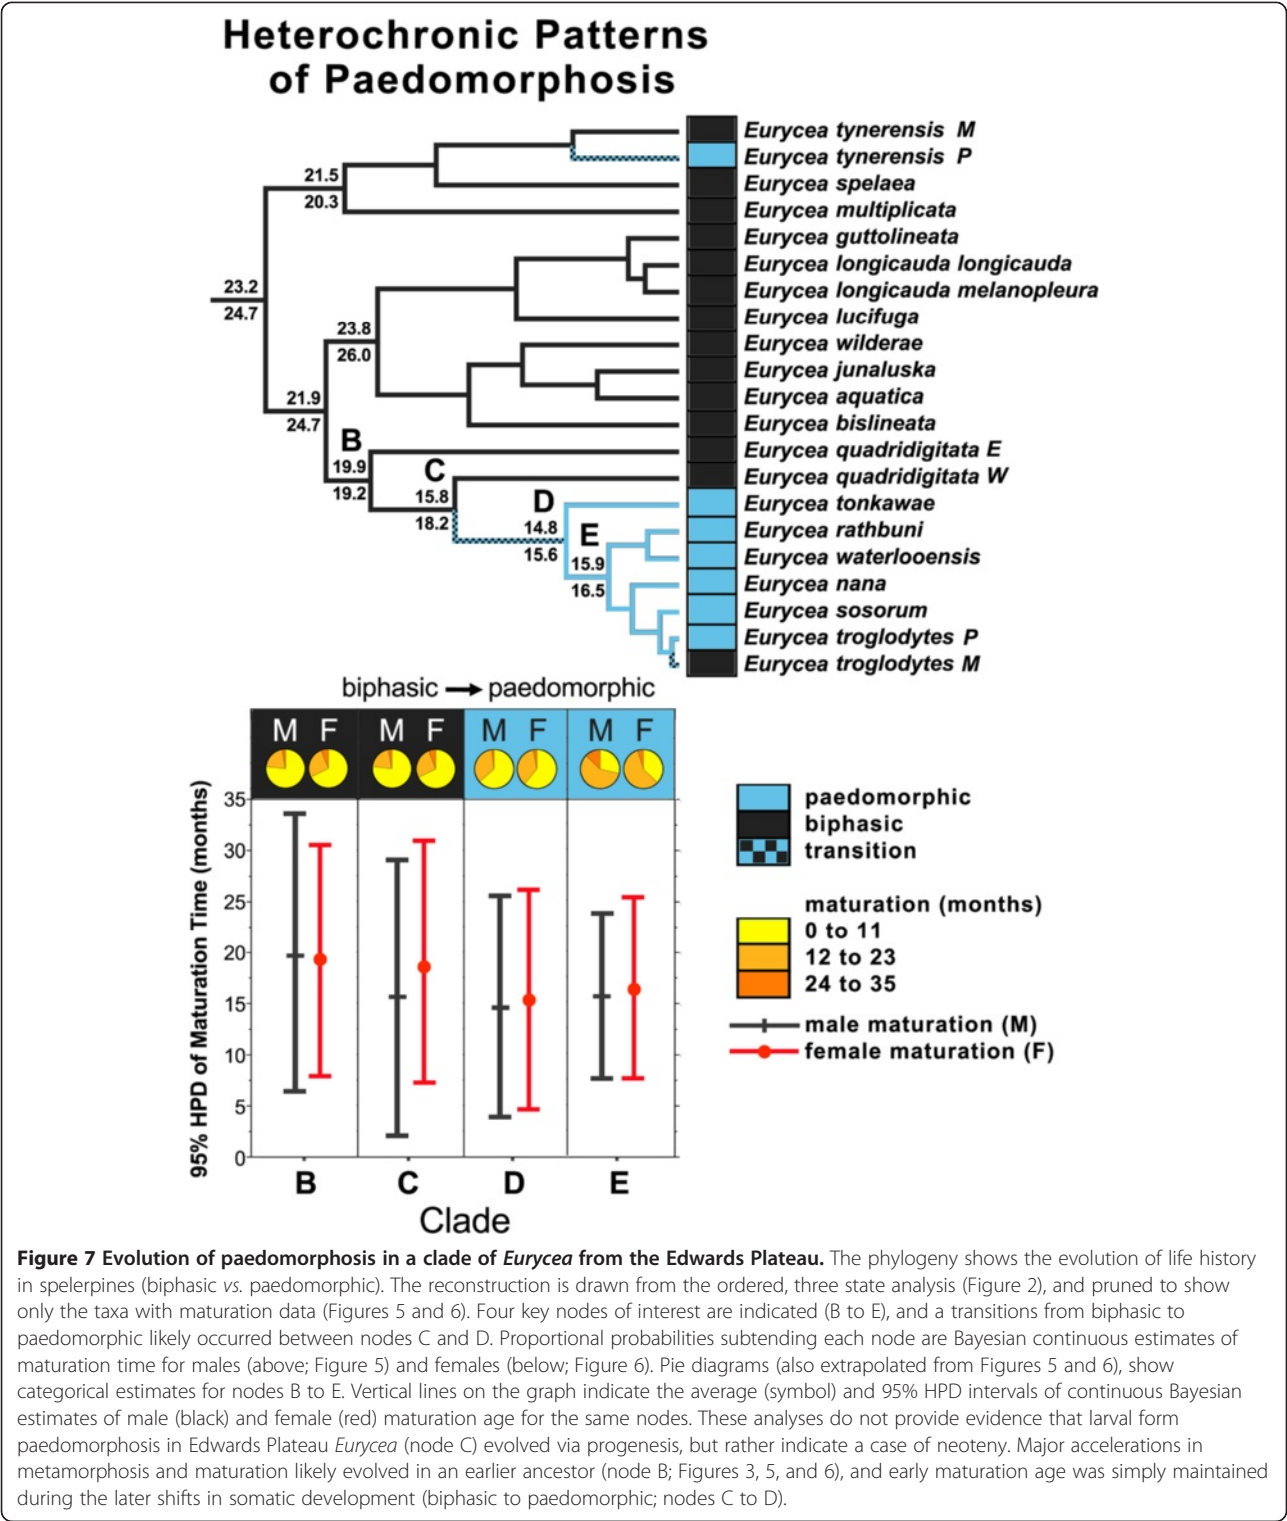 Heterochronic Patterns
of Paedomorphosis
Eurycea tynerensis M
Eurycea tynerensis P
Eurycea spelaea
Eurycea multiplicata
Eurycea guttolineata
Eurycea longicauda longicauda
Eurycea longicauda melanopleura
Eurycea lucifuga
Eurycea wilderae
Eurycea junaluska
Eurycea aquatica
Eurycea bislineata
Eurycea quadridigitata E
Eurycea quadridigitata W
Eurycea tonkawae
Eurycea rathbuni
Eurycea waterlooensis
Eurycea nana
Eurycea sosorum
Eurycea troglodytes P
Eurycea troglodytes M
21.5
20.3
23.2
24.7
23.8
26.0
21.9
24.7
B
19.9
19.2
C
15.8
18.2
D
14.8
15.6
E
15.9
16.5
biphasic → paedomorphic
M F M F M F M F
95% HPD of Maturation Time (months)
35
30
25
20
15
10
5
0
B C D E
Clade
paedomorphic
biphasic
transition
maturation (months)
0 to 11
12 to 23
24 to 35
male maturation (M)
female maturation (F)
Figure 7 Evolution of paedomorphosis in a clade of Eurycea from the Edwards Plateau. The phylogeny shows the evolution of life history
in spelerpines (biphasic vs. paedomorphic). The reconstruction is drawn from the ordered, three state analysis (Figure 2), and pruned to show
only the taxa with maturation data (Figures 5 and 6). Four key nodes of interest are indicated (B to E), and a transitions from biphasic to
paedomorphic likely occurred between nodes C and D. Proportional probabilities subtending each node are Bayesian continuous estimates of
maturation time for males (above; Figure 5) and females (below; Figure 6). Pie diagrams (also extrapolated from Figures 5 and 6), show
categorical estimates for nodes B to E. Vertical lines on the graph indicate the average (symbol) and 95% HPD intervals of continuous Bayesian
estimates of male (black) and female (red) maturation age for the same nodes. These analyses do not provide evidence that larval form
paedomorphosis in Edwards Plateau Eurycea (node C) evolved via progenesis, but rather indicate a case of neoteny. Major accelerations in
metamorphosis and maturation likely evolved in an earlier ancestor (node B; Figures 3, 5, and 6), and early maturation age was simply maintained
during the later shifts in somatic development (biphasic to paedomorphic; nodes C to D).